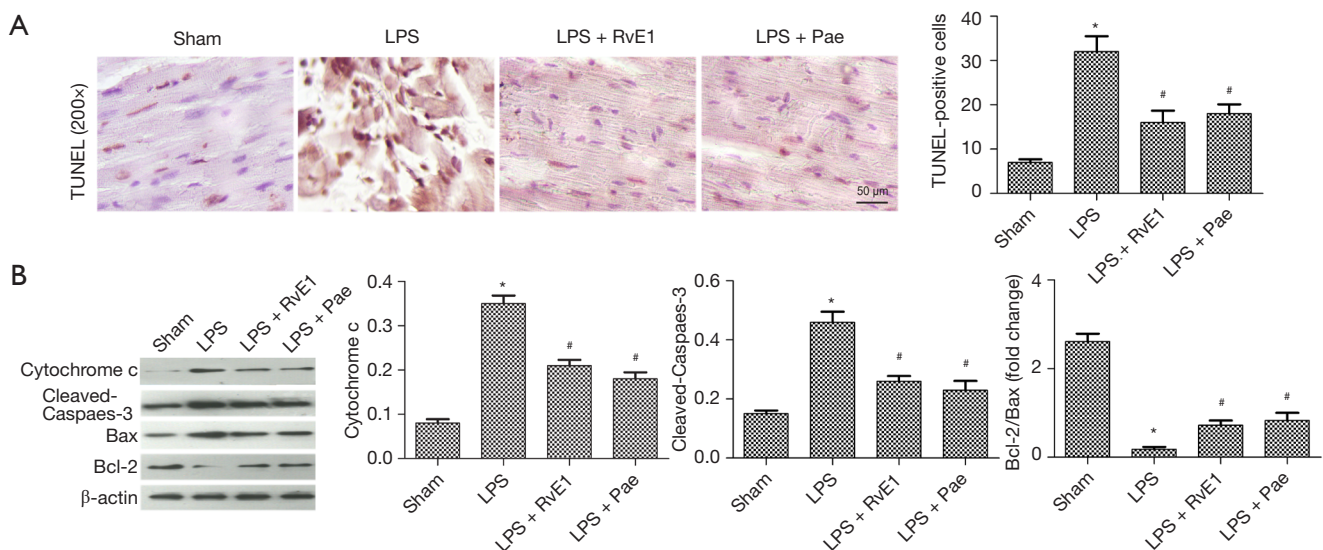 A
Sham
LPS
LPS + RvE1
LPS + Pae
TUNEL (200×)
50 μm
TUNEL-positive cells
40
30
20
10
0
Sham
LPS
LPS + RvE1
LPS + Pae
*
#
#
B
Sham
LPS
LPS + RvE1
LPS + Pae
Cytochrome c
Cleaved-
Caspaes-3
Bax
Bcl-2
β-actin
Cytochrome c
0.4
0.3
0.2
0.1
0.0
*
#
#
Sham
LPS
LPS + RvE1
LPS + Pae
Cleaved-Caspaes-3
0.6
0.4
0.2
0.0
*
#
#
Sham
LPS
LPS + RvE1
LPS + Pae
Bcl-2/Bax (fold change)
4
2
0
*
#
#
Sham
LPS
LPS + RvE1
LPS + Pae